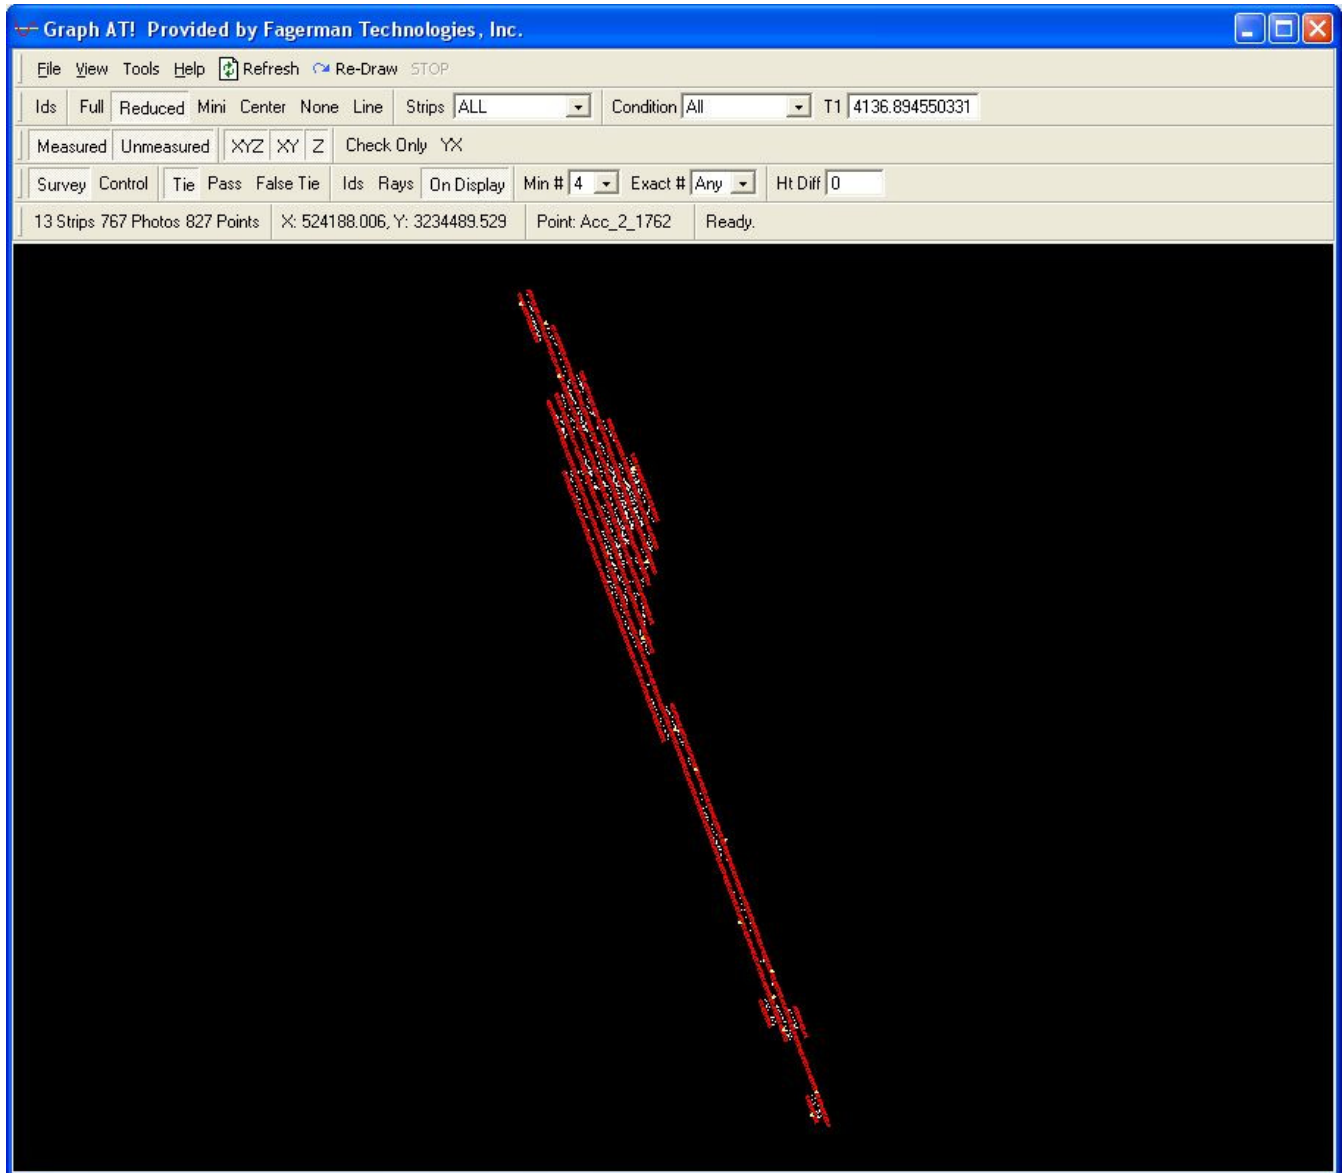 Graph AT! Provided by Fagerman Technologies, Inc.
File View Tools Help Refresh Re-Draw STOP
Ids Full Reduced Mini Center None Line Strips ALL Condition All T1 4136.894550331
Measured Unmeasured XYZ XY Z Check Only YX
Survey Control Tie Pass False Tie Ids Rays On Display Min # 4 Exact # Any Ht Diff 0
13 Strips 767 Photos 827 Points X: 524188.006, Y: 3234489.529 Point: Acc_2_1762 Ready.